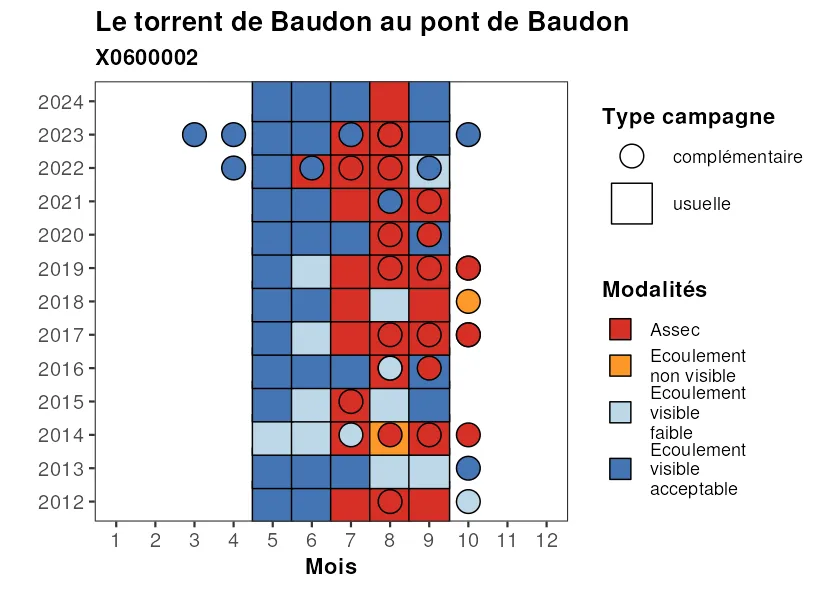 Le torrent de Baudon au pont de Baudon
X0600002
2024
2023
2022
2021
2020
2019
2018
2017
2016
2015
2014
2013
2012
1 2 3 4 5 6 7 8 9 10 11 12
Mois
Type campagne
complémentaire
usuelle
Modalités
Assec
Ecoulement
non visible
Ecoulement
visible
faible
Ecoulement
visible
acceptable